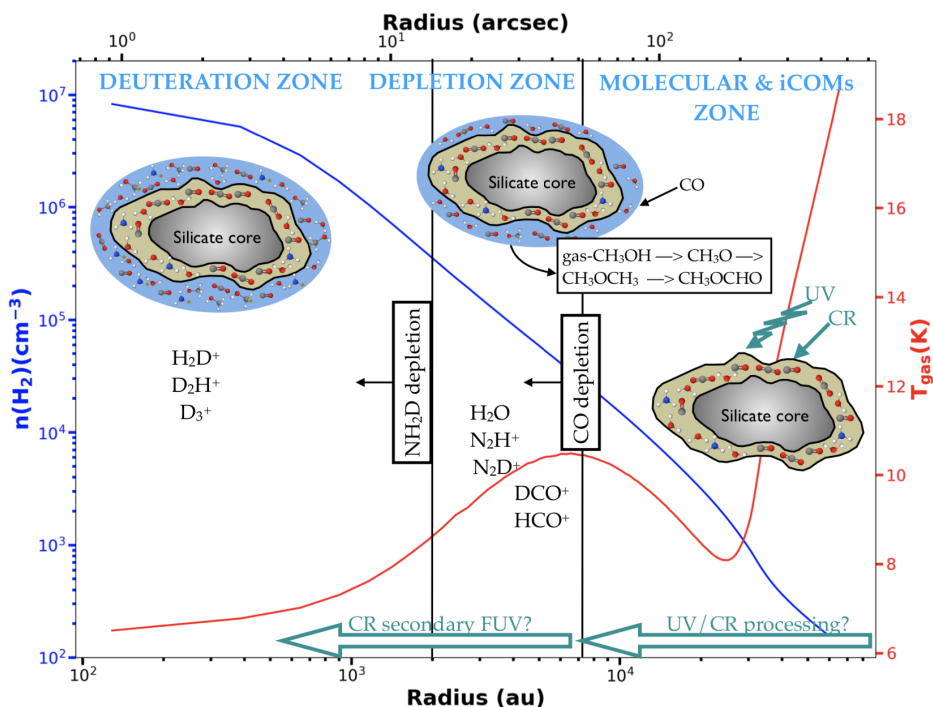 Radius (arcsec)
10⁰ 10¹ 10²
DEUTERATION ZONE DEPLETION ZONE MOLECULAR & iCOMs
ZONE
10⁷
10⁶
10⁵
10⁴
10³
10²
n(H₂)(cm⁻³)
18
16
14
12
10
8
6
T_gas(K)
Silicate core
Silicate core
CO
gas-CH₃OH —> CH₃O —>
CH₃OCH₃ —> CH₃OCHO
UV
CR
Silicate core
H₂D⁺
D₂H⁺
D₃⁺
NH₂D depletion
H₂O
N₂H⁺
N₂D⁺
DCO⁺
HCO⁺
CO depletion
CR secondary FUV?
UV/CR processing?
10² 10³ 10⁴
Radius (au)